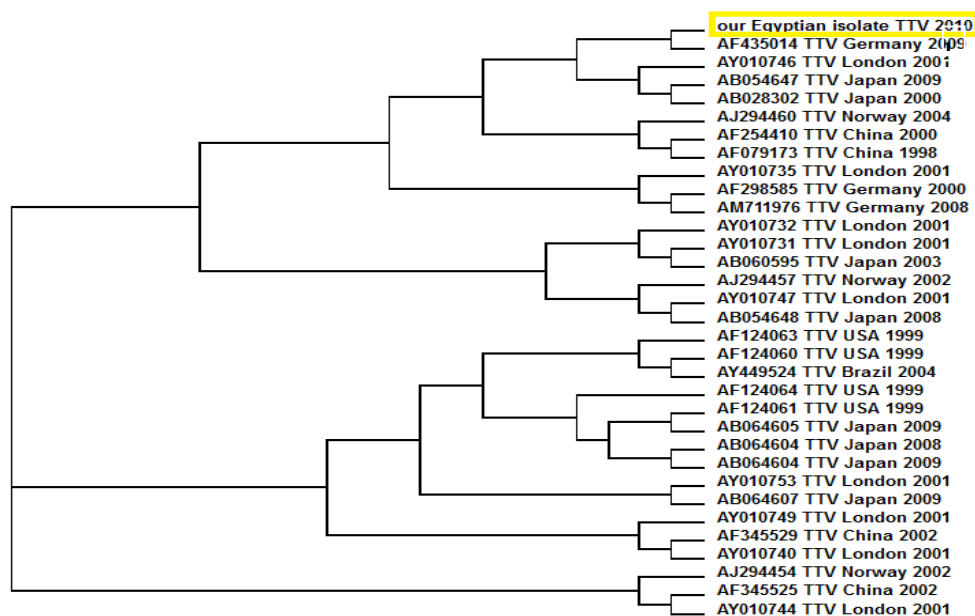 our Egyptian isolate TTV 2010
AF435014 TTV Germany 2009
AY010746 TTV London 2001
AB054647 TTV Japan 2009
AB028302 TTV Japan 2000
AJ294460 TTV Norway 2004
AF254410 TTV China 2000
AF079173 TTV China 1998
AY010735 TTV London 2001
AF298585 TTV Germany 2000
AM711976 TTV Germany 2008
AY010732 TTV London 2001
AY010731 TTV London 2001
AB060595 TTV Japan 2003
AJ294457 TTV Norway 2002
AY010747 TTV London 2001
AB054648 TTV Japan 2008
AF124063 TTV USA 1999
AF124060 TTV USA 1999
AY449524 TTV Brazil 2004
AF124064 TTV USA 1999
AF124061 TTV USA 1999
AB064605 TTV Japan 2009
AB064604 TTV Japan 2008
AB064604 TTV Japan 2009
AY010753 TTV London 2001
AB064607 TTV Japan 2009
AY010749 TTV London 2001
AF345529 TTV China 2002
AY010740 TTV London 2001
AJ294454 TTV Norway 2002
AF345525 TTV China 2002
AY010744 TTV London 2001